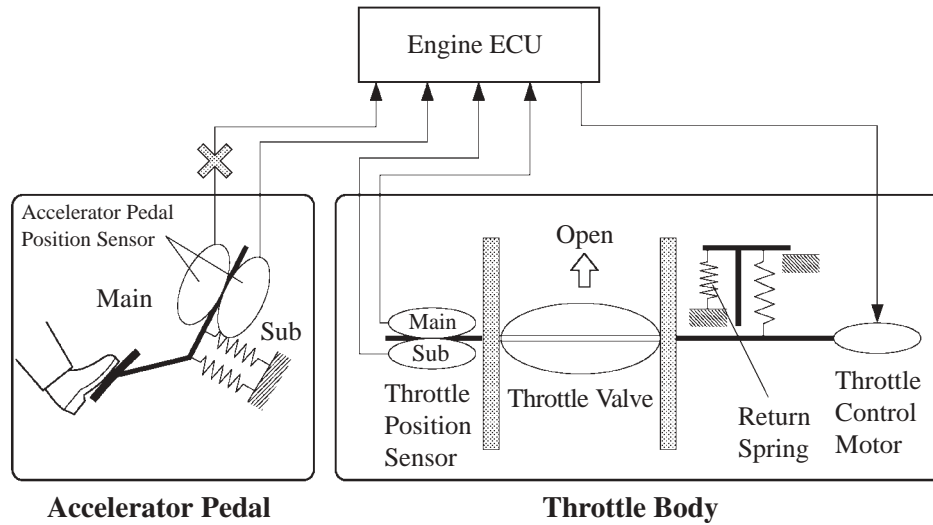 Engine ECU
Accelerator Pedal
Position Sensor
Main
Sub
Open
Main
Sub
Throttle
Position
Sensor
Throttle Valve
Return
Spring
Throttle
Control
Motor
Accelerator Pedal
Throttle Body